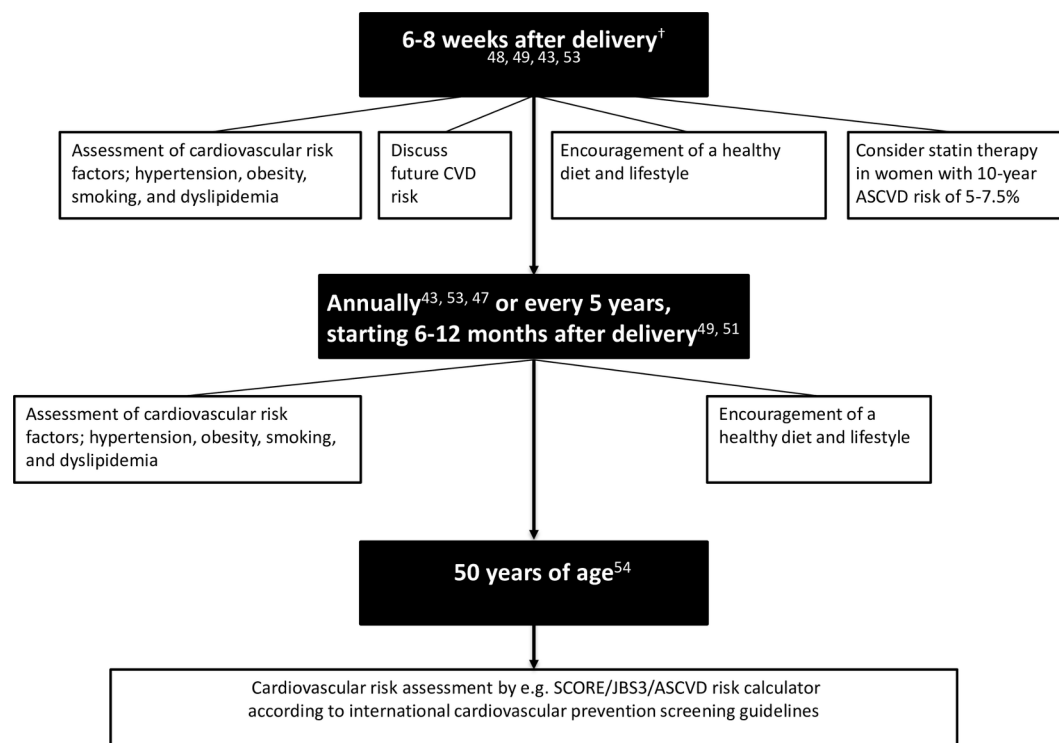 6-8 weeks after delivery†
48, 49, 43, 53
Assessment of cardiovascular risk
factors; hypertension, obesity,
smoking, and dyslipidemia
Discuss
future CVD
risk
Encouragement of a healthy
diet and lifestyle
Consider statin therapy
in women with 10-year
ASCVD risk of 5-7.5%
Annually43, 53, 47 or every 5 years,
starting 6-12 months after delivery49, 51
Assessment of cardiovascular risk
factors; hypertension, obesity, smoking,
and dyslipidemia
Encouragement of a
healthy diet and lifestyle
50 years of age54
Cardiovascular risk assessment by e.g. SCORE/JBS3/ASCVD risk calculator
according to international cardiovascular prevention screening guidelines